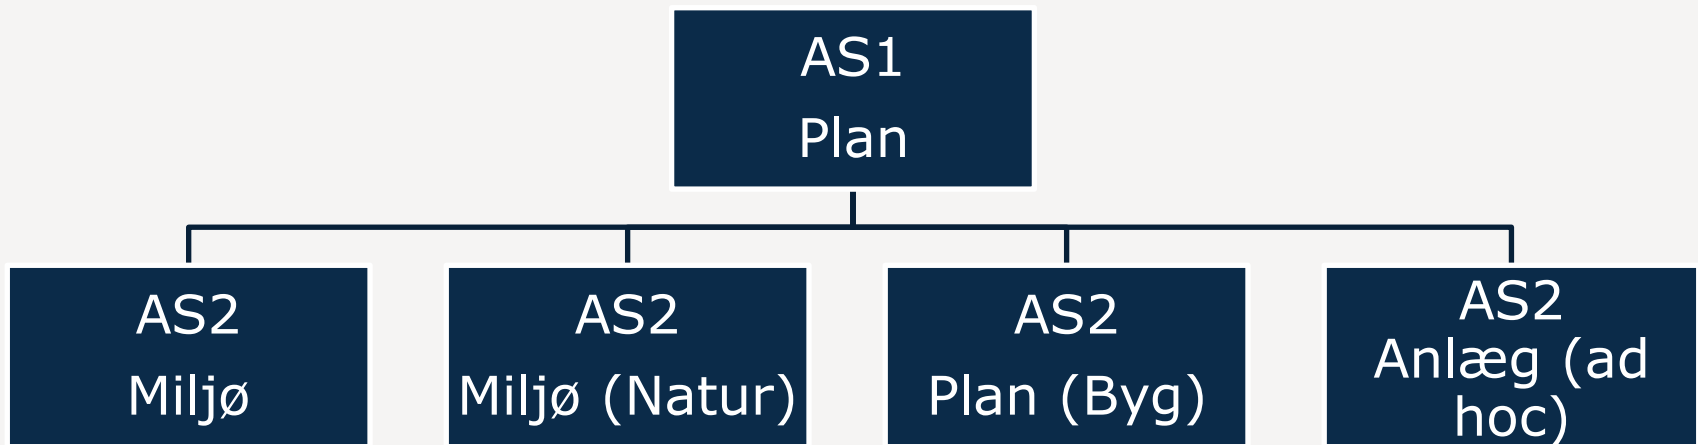 AS1
Plan
AS2
Miljø
AS2
Miljø (Natur)
AS2
Plan (Byg)
AS2
Anlæg (ad
hoc)